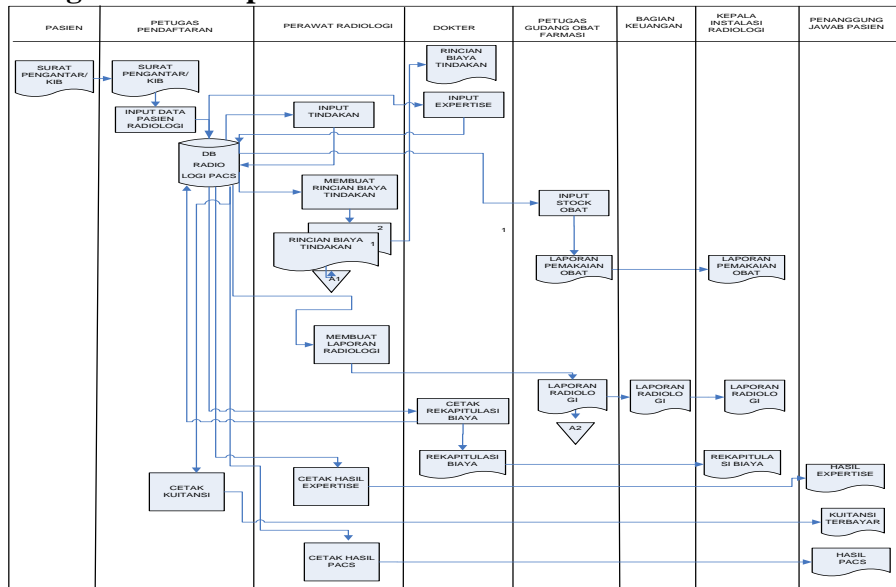 PASIEN
PETUGAS
PENDAFTARAN
PERAWAT RADIOLOGI
DOKTER
PETUGAS
GUDANG OBAT
FARMASI
BAGIAN
KEUANGAN
KEPALA
INSTALASI
RADIOLOGI
PENANGGUNG
JAWAB PASIEN
SURAT
PENGANTAR/
KIB
SURAT
PENGANTAR/
KIB
RINCIAN
BIAYA
TINDAKAN
INPUT DATA
PASIEN
RADIOLOGI
INPUT
TINDAKAN
INPUT
EXPERTISE
DB
RADIO
LOGI PACS
MEMBUAT
RINCIAN BIAYA
TINDAKAN
INPUT
STOCK
OBAT
2
RINCIAN BIAYA
TINDAKAN
1
1
A1
LAPORAN
PEMAKAIAN
OBAT
LAPORAN
PEMAKAIAN
OBAT
MEMBUAT
LAPORAN
RADIOLOGI
LAPORAN
RADIOLO
GI
LAPORAN
RADIOLO
GI
LAPORAN
RADIOLO
GI
CETAK
REKAPITULASI
BIAYA
A2
REKAPITULASI
BIAYA
REKAPITULA
SI BIAYA
HASIL
EXPERTISE
CETAK
KUITANSI
CETAK HASIL
EXPERTISE
KUITANSI
TERBAYAR
CETAK HASIL
PACS
HASIL
PACS